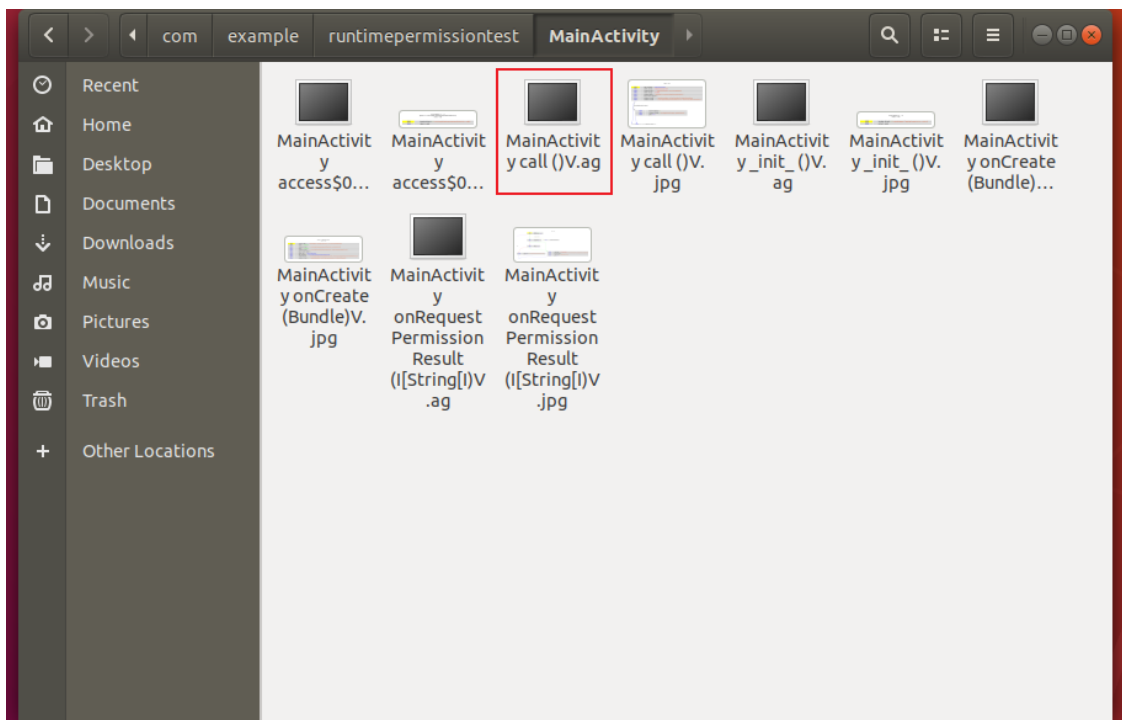 com example runtimepermissiontest MainActivity
Recent
Home
Desktop
Documents
Downloads
Music
Pictures
Videos
Trash
Other Locations
MainActivit
y
access$0...
MainActivit
y
access$0...
MainActivit
y call ()V.ag
MainActivit
y call ()V.
jpg
MainActivit
y _init_ ()V.
ag
MainActivit
y _init_ ()V.
jpg
MainActivit
y onCreate
(Bundle)...
MainActivit
y onCreate
(Bundle)V.
jpg
MainActivit
y
onRequest
Permission
Result
(I[String[I)V
.ag
MainActivit
y
onRequest
Permission
Result
(I[String[I)V
.jpg